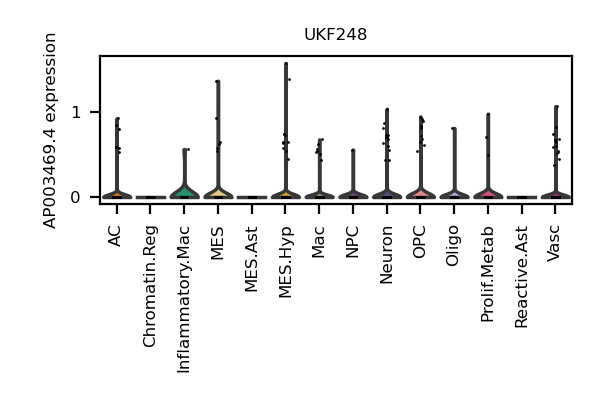 UKF248
AP003469.4 expression
1
0
AC
Chromatin.Reg
Inflammatory.Mac
MES
MES.Ast
MES.Hyp
Mac
NPC
Neuron
OPC
Oligo
Prolif.Metab
Reactive.Ast
Vasc